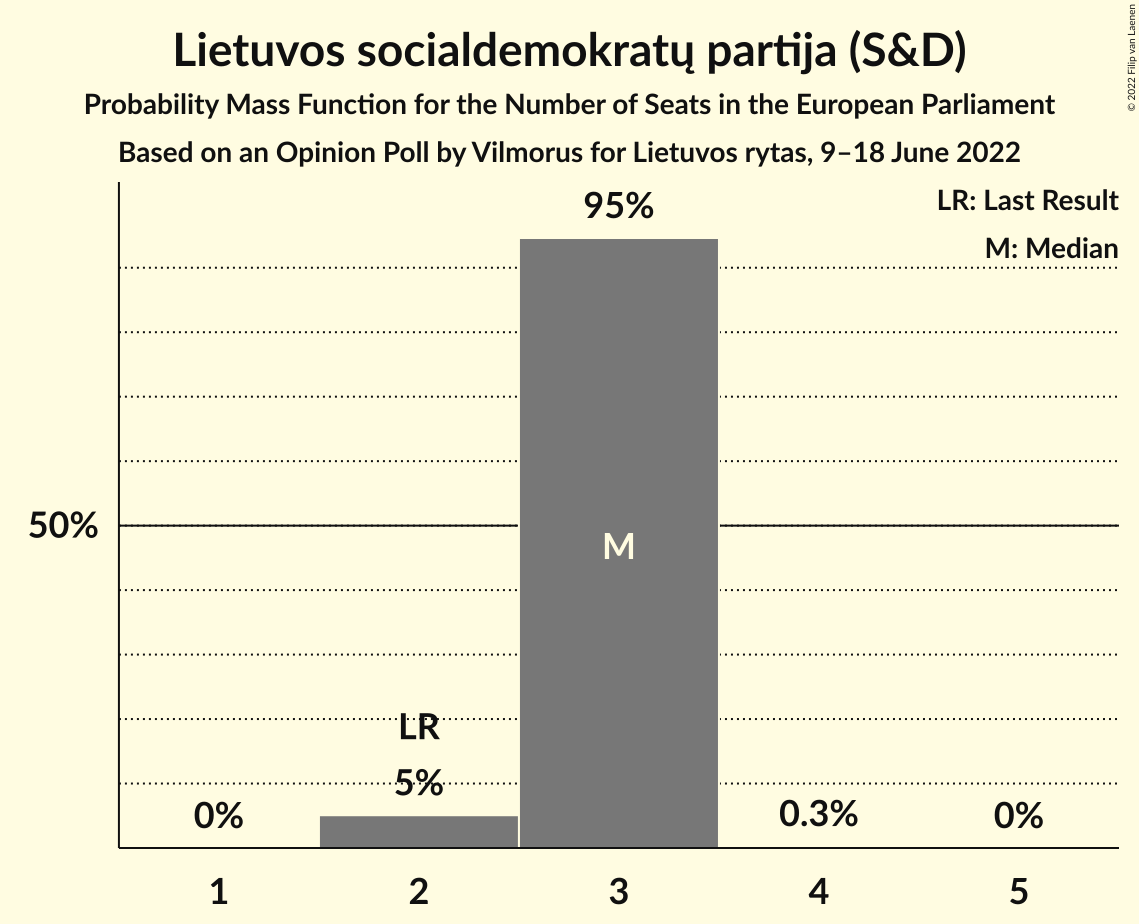 Lietuvos socialdemokratų partija (S&D)
Probability Mass Function for the Number of Seats in the European Parliament
Based on an Opinion Poll by Vilmorus for Lietuvos rytas, 9–18 June 2022
© 2022 Filip van Laenen
LR: Last Result
M: Median
95%
50%
M
LR
5%
0%
0.3%
0%
1 2 3 4 5